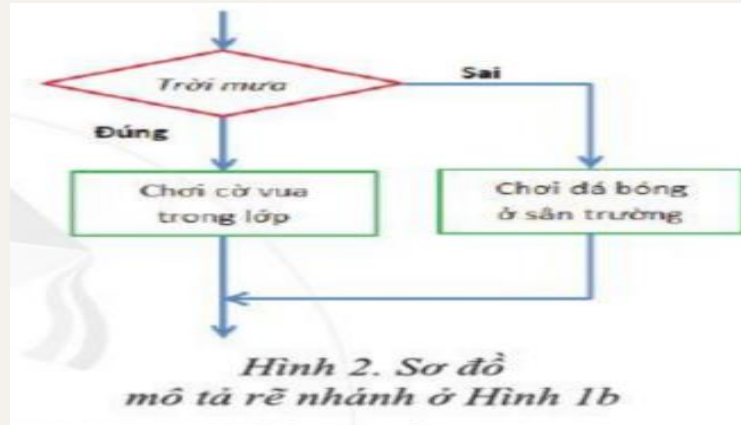 Trời mưa
Sai
Đúng
Chơi cờ vua
trong lớp
Chơi đá bóng
ở sân trường
Hình 2. Sơ đồ
mô tả rẽ nhánh ở Hình 1b